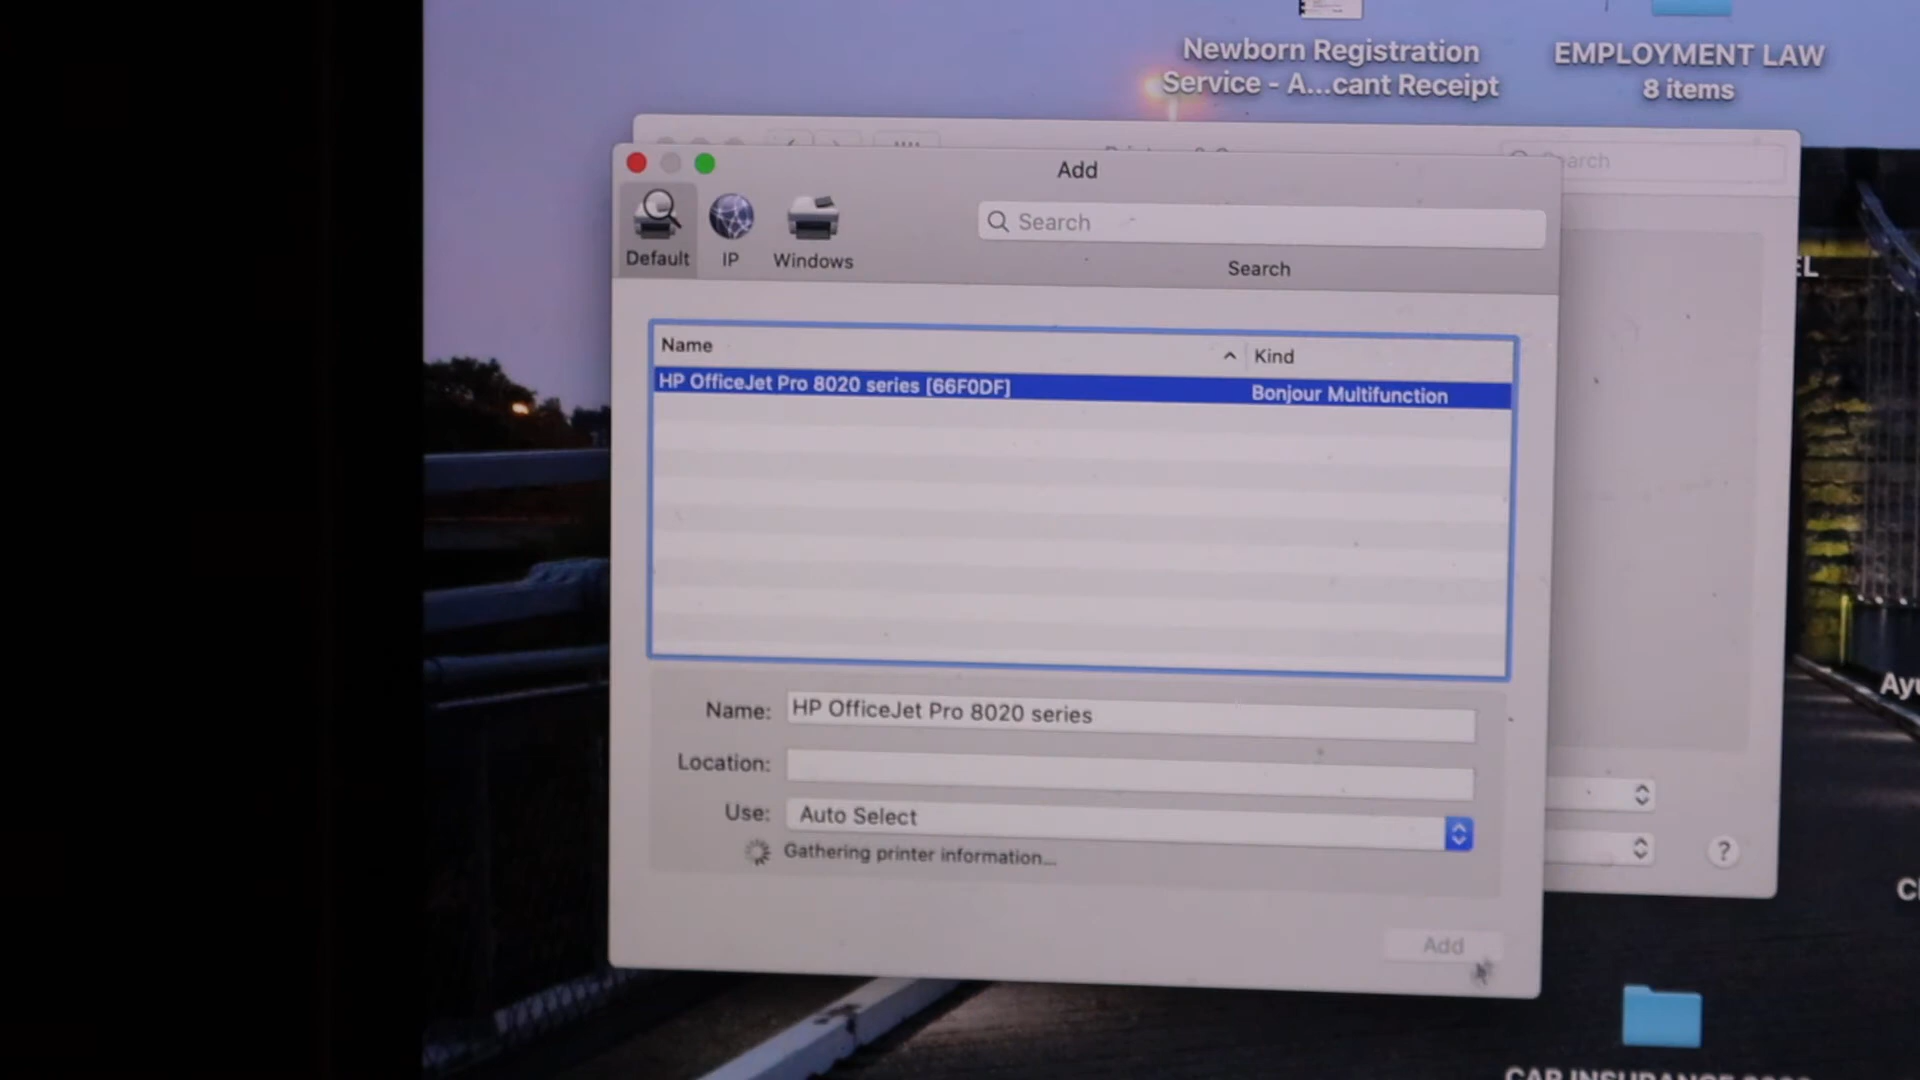 Newborn Registration
Service - A...cant Receipt
EMPLOYMENT LAW
8 items
Search
Add
Default
IP
Windows
Search
Search
Name
Kind
HP OfficeJet Pro 8020 series [66F0DF]
Bonjour Multifunction
Name:
HP OfficeJet Pro 8020 series
Location:
Use:
Auto Select
Gathering printer information...
?
Add